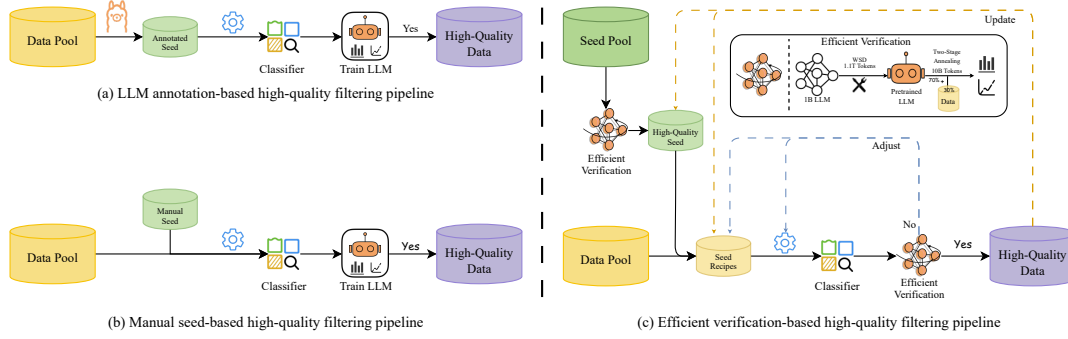 Data Pool
Annotated
Seed
Classifier
Train LLM
Yes
High-Quality
Data
(a) LLM annotation-based high-quality filtering pipeline
Manual
Seed
Data Pool
Classifier
Train LLM
Yes
High-Quality
Data
(b) Manual seed-based high-quality filtering pipeline
Seed Pool
Update
Efficient Verification
1B LLM
WSD
1.1T Tokens
Pretrained
LLM
Two-Stage
Annealing
10B Tokens
70%
30%
Data
Efficient
Verification
High-Quality
Seed
Adjust
Data Pool
Seed
Recipes
Classifier
No
Efficient
Verification
Yes
High-Quality
Data
(c) Efficient verification-based high-quality filtering pipeline